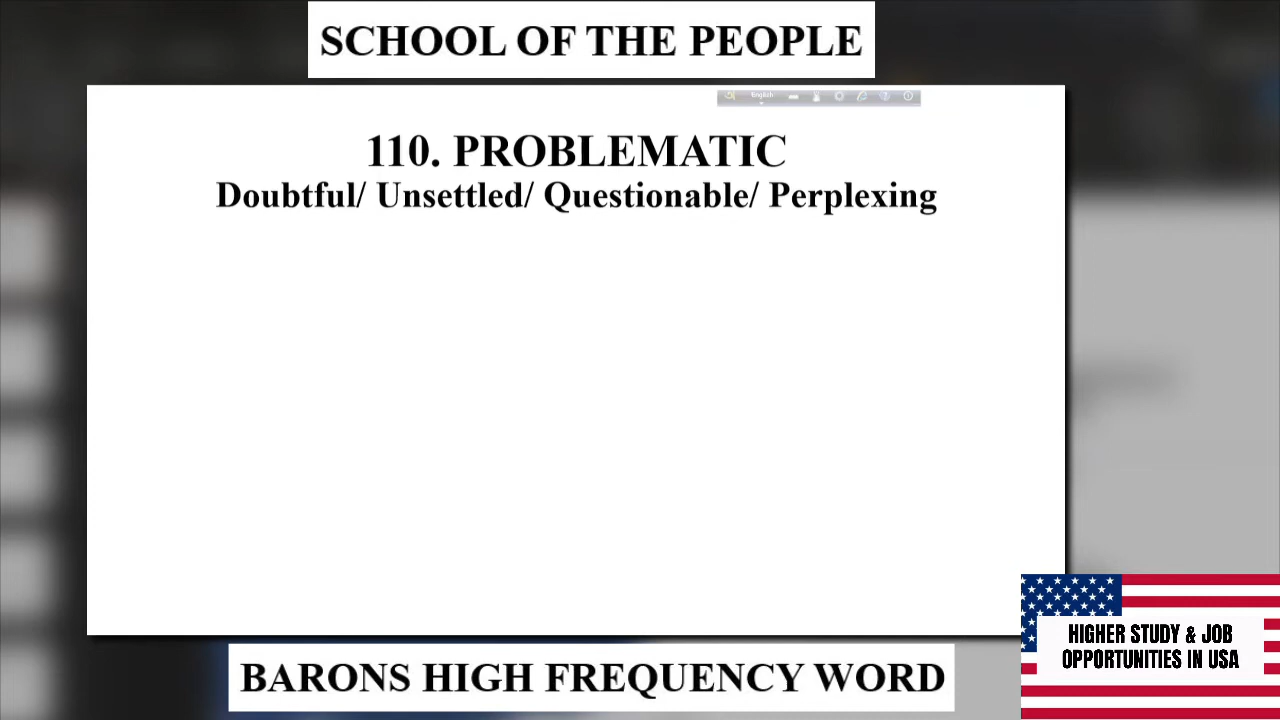 SCHOOL OF THE PEOPLE
English
110. PROBLEMATIC
Doubtful/ Unsettled/ Questionable/ Perplexing
HIGHER STUDY & JOB
OPPORTUNITIES IN USA
BARONS HIGH FREQUENCY WORD